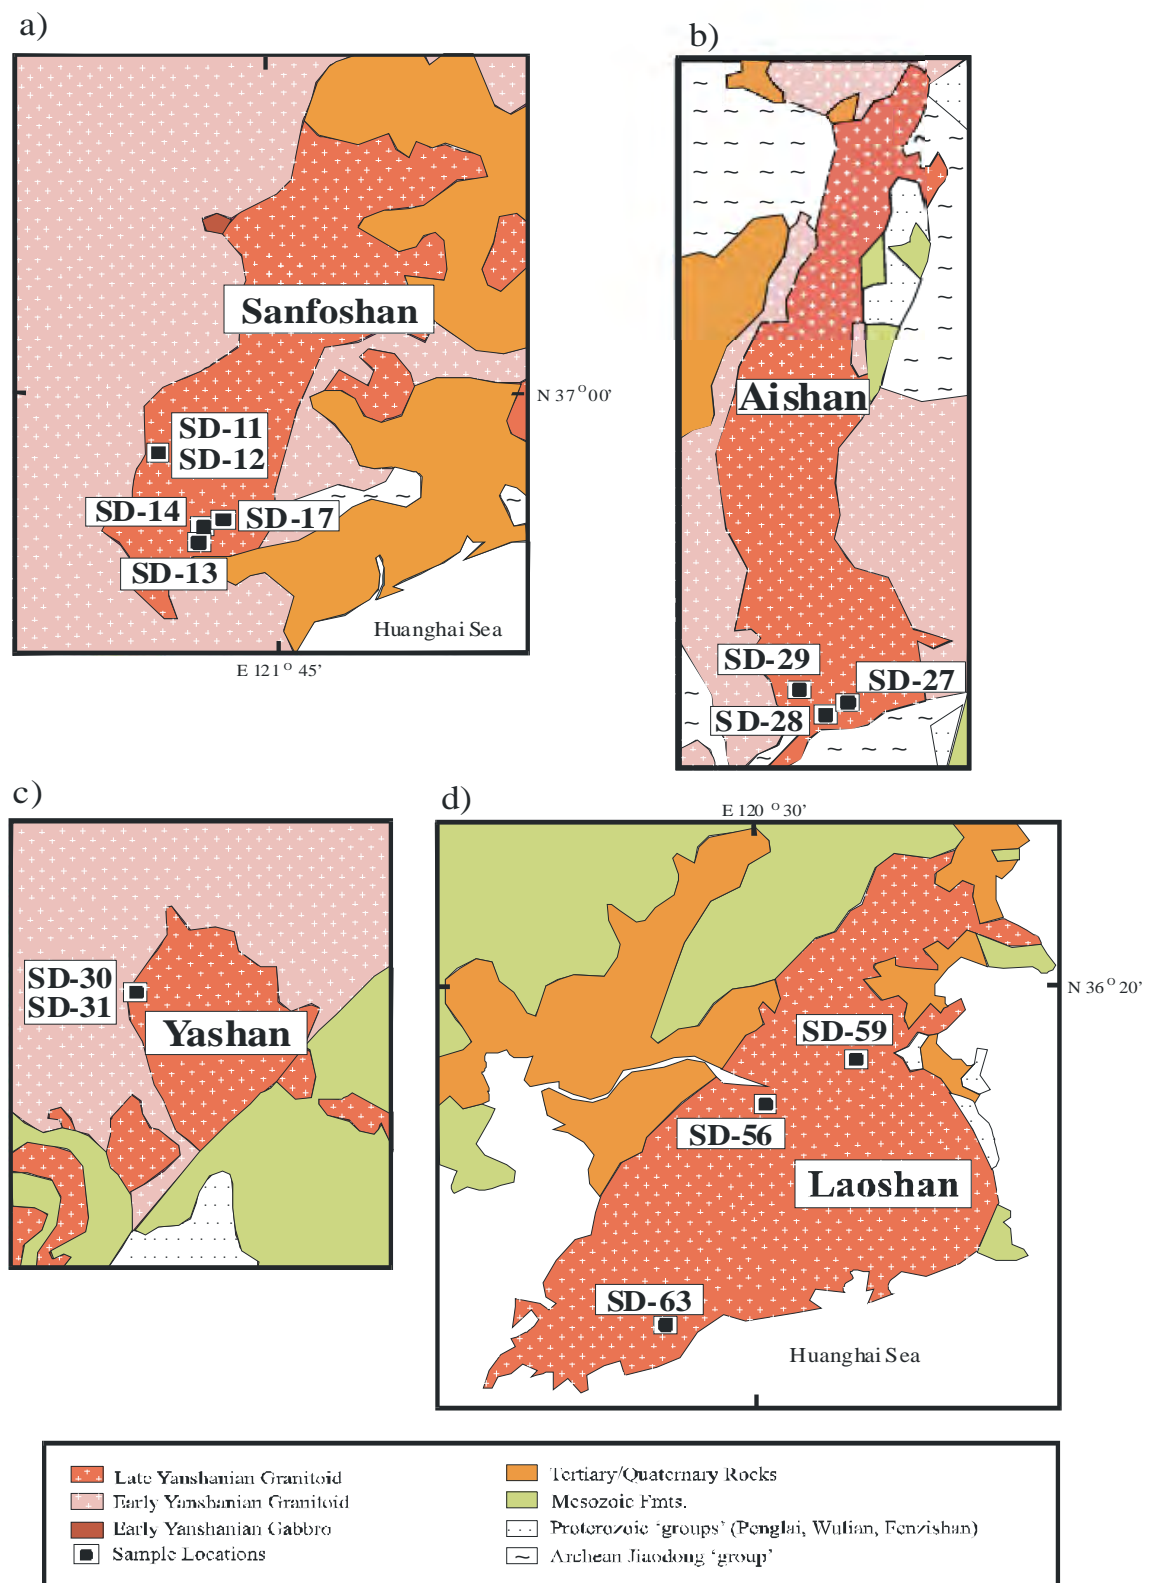 a)
Sanfoshan
N 37°00'
SD-11
SD-12
SD-14
SD-17
SD-13
Huanghai Sea
E 121° 45'
b)
Aishan
SD-29
SD-27
SD-28
c)
SD-30
SD-31
Yashan
d)
E 120 ° 30'
N 36° 20'
SD-59
SD-56
Laoshan
SD-63
Huanghai Sea
Late Yanshanian Granitoid
Early Yanshanian Granitoid
Early Yanshanian Gabbro
Sample Locations
Tertiary/Quaternary Rocks
Mesozoic Fmts.
Proterozoic 'groups' (Penglai, Wulian, Fenzishan)
Archean Jiaodong 'group'